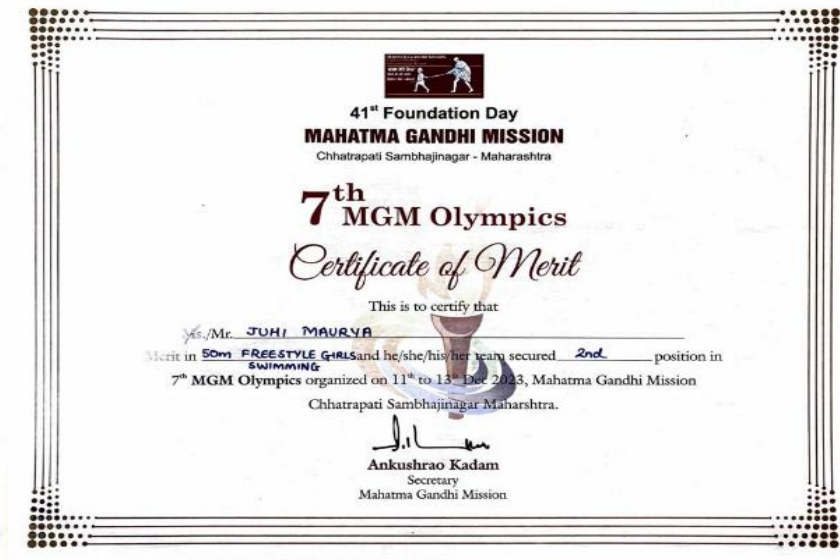 41st Foundation Day
MAHATMA GANDHI MISSION
Chhatrapati Sambhajinagar - Maharashtra
7th MGM Olympics
Certificate of Merit
This is to certify that
Ms./Mr. JUHI MAURYA
Merit in 50m FREESTYLE GIRLS and he/she/his/her team secured 2nd position in
SWIMMING
7th MGM Olympics organized on 11th to 13th Dec 2023, Mahatma Gandhi Mission
Chhatrapati Sambhajinagar Maharshtra.
Ankushrao Kadam
Secretary
Mahatma Gandhi Mission